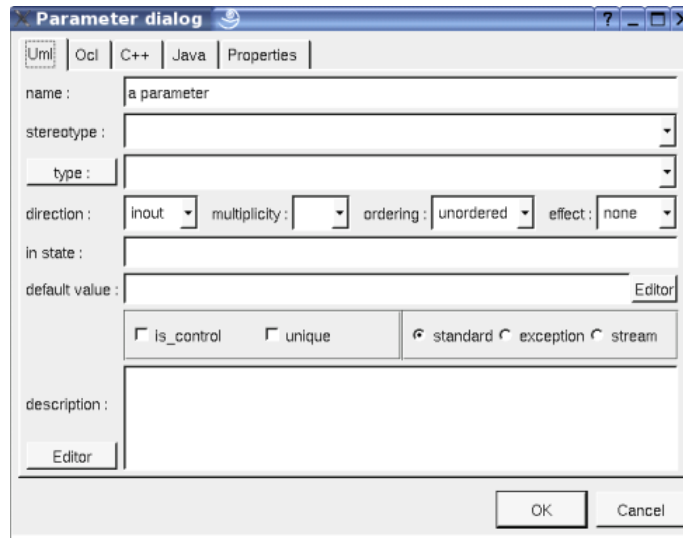 Parameter dialog
Uml Ocl C++ Java Properties
name : a parameter
stereotype :
type :
direction : inout multiplicity : ordering : unordered effect : none
in state :
default value : Editor
is_control unique standard exception stream
description :
Editor
OK Cancel